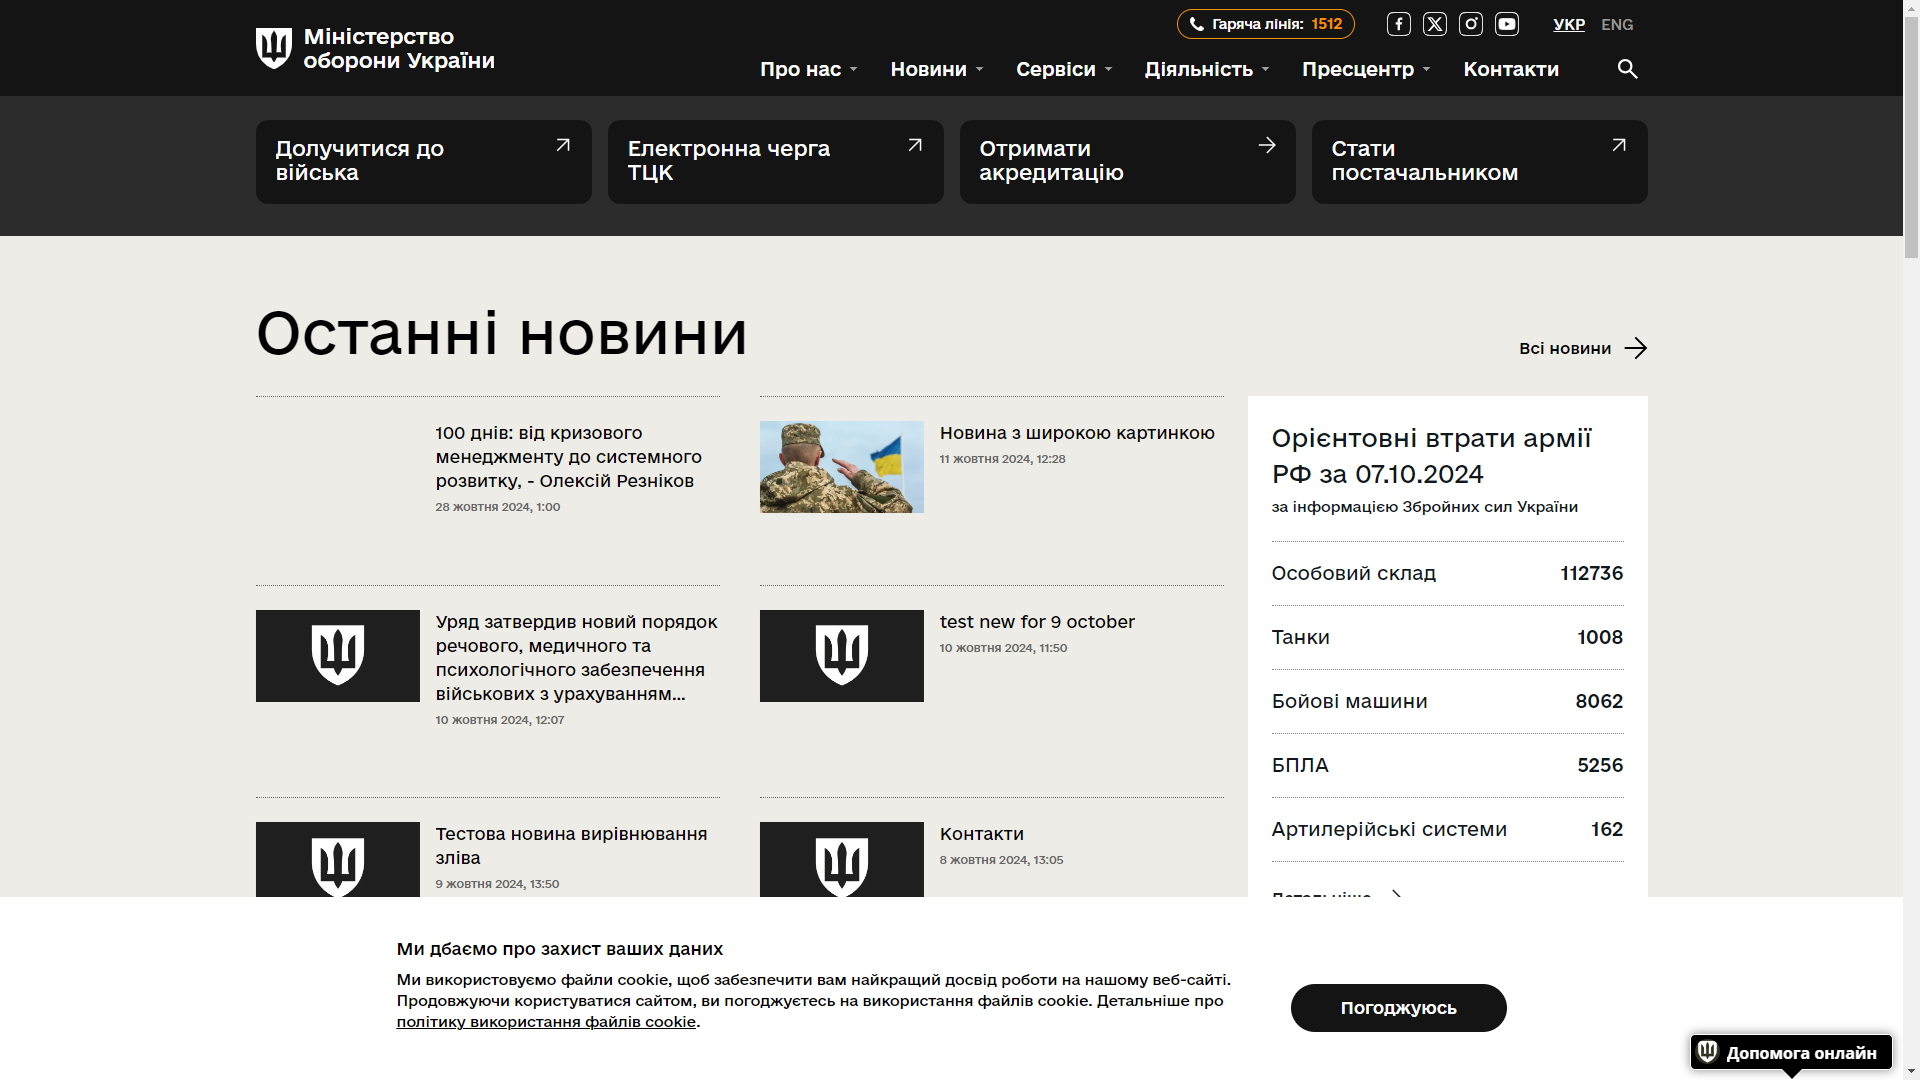 Міністерство
оборони України
Гаряча лінія: 1512
УКР ENG
Про нас
Новини
Сервіси
Діяльність
Пресцентр
Контакти
Долучитися до
війська
Електронна черга
ТЦК
Отримати
акредитацію
Стати
постачальником
Останні новини
Всі новини
100 днів: від кризового
менеджменту до системного
розвитку, - Олексій Резніков
28 жовтня 2024, 1:00
Новина з широкою картинкою
11 жовтня 2024, 12:28
Уряд затвердив новий порядок
речового, медичного та
психологічного забезпечення
військових з урахуванням...
10 жовтня 2024, 12:07
test new for 9 october
10 жовтня 2024, 11:50
Тестова новина вирівнювання
зліва
9 жовтня 2024, 13:50
Контакти
8 жовтня 2024, 13:05
Орієнтовні втрати армії
РФ за 07.10.2024
за інформацією Збройних сил України
Особовий склад 112736
Танки 1008
Бойові машини 8062
БПЛА 5256
Артилерійські системи 162
Детальніше
Ми дбаємо про захист ваших даних
Ми використовуємо файли cookie, щоб забезпечити вам найкращий досвід роботи на нашому веб-сайті.
Продовжуючи користуватися сайтом, ви погоджуєтесь на використання файлів cookie. Детальніше про
політику використання файлів cookie.
Погоджуюсь
Допомога онлайн